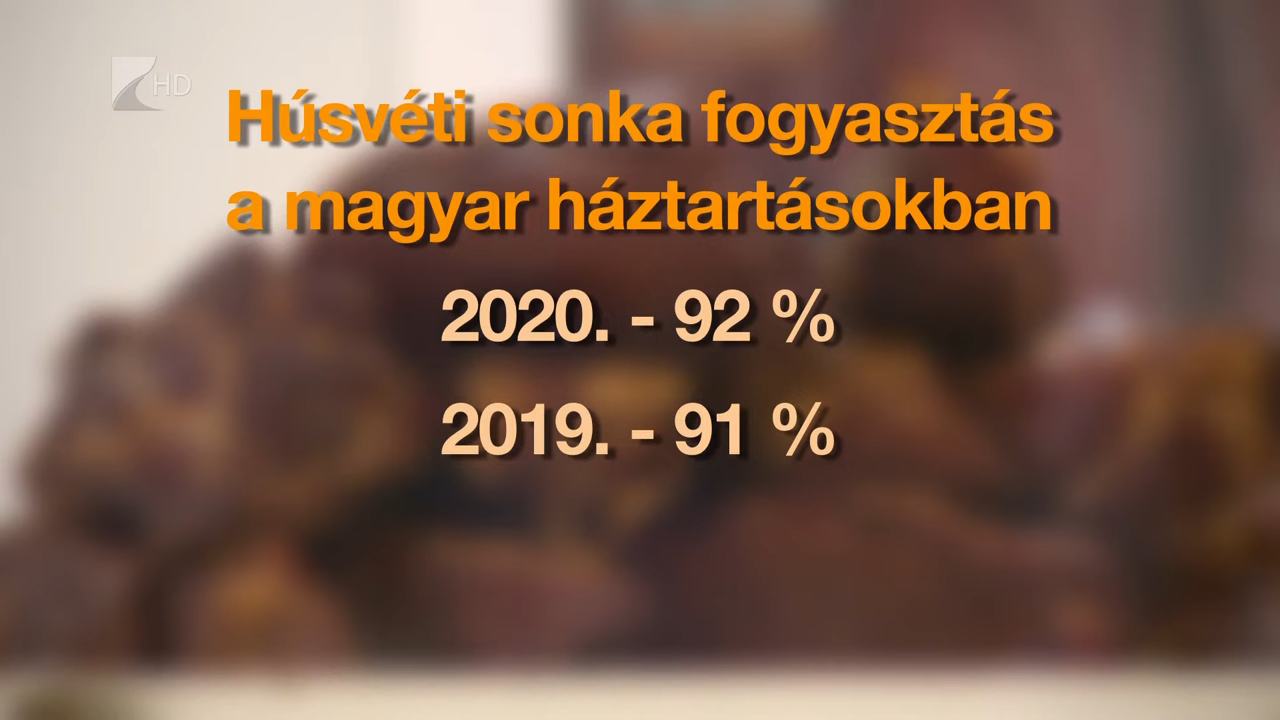 HD
Húsvéti sonka fogyasztás
a magyar háztartásokban
2020. - 92 %
2019. - 91 %